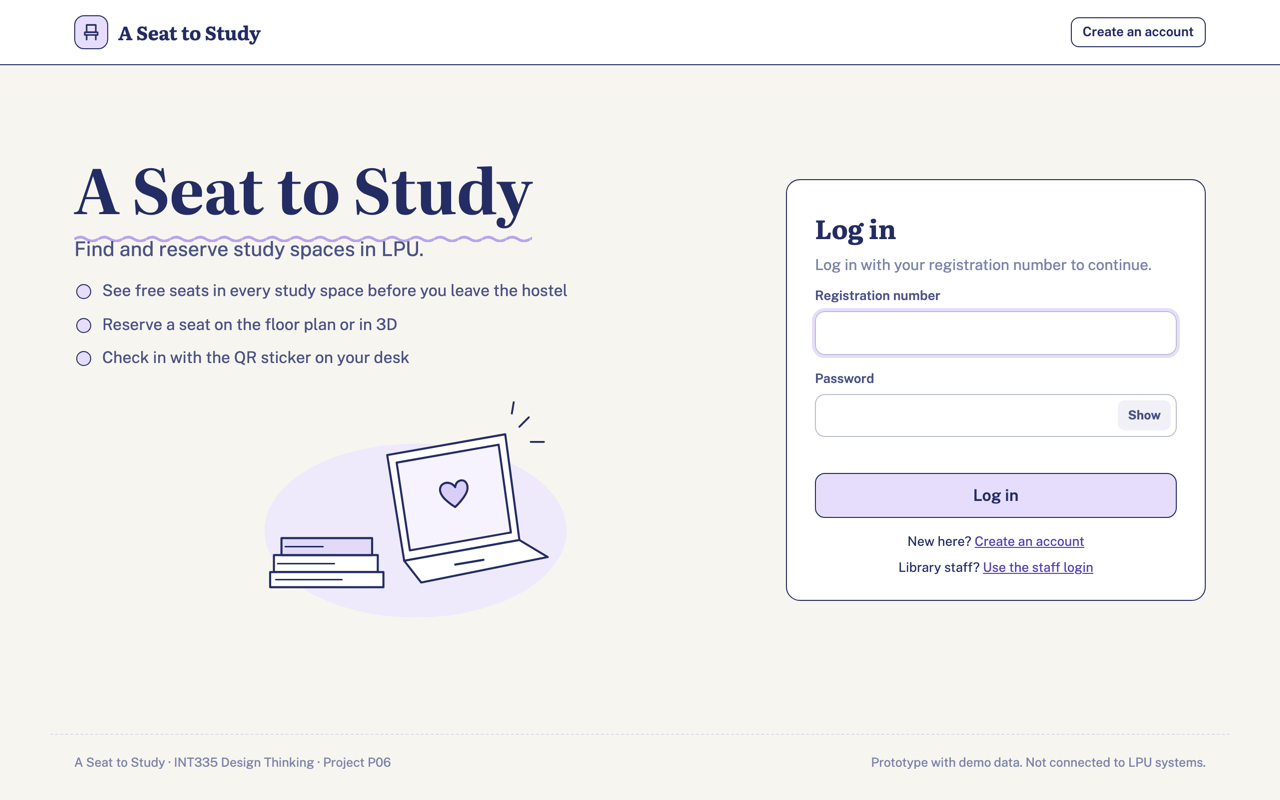 A Seat to Study
Create an account
A Seat to Study
Find and reserve study spaces in LPU.
See free seats in every study space before you leave the hostel
Reserve a seat on the floor plan or in 3D
Check in with the QR sticker on your desk
Log in
Log in with your registration number to continue.
Registration number
Password
Show
Log in
New here? Create an account
Library staff? Use the staff login
A Seat to Study · INT335 Design Thinking · Project P06
Prototype with demo data. Not connected to LPU systems.